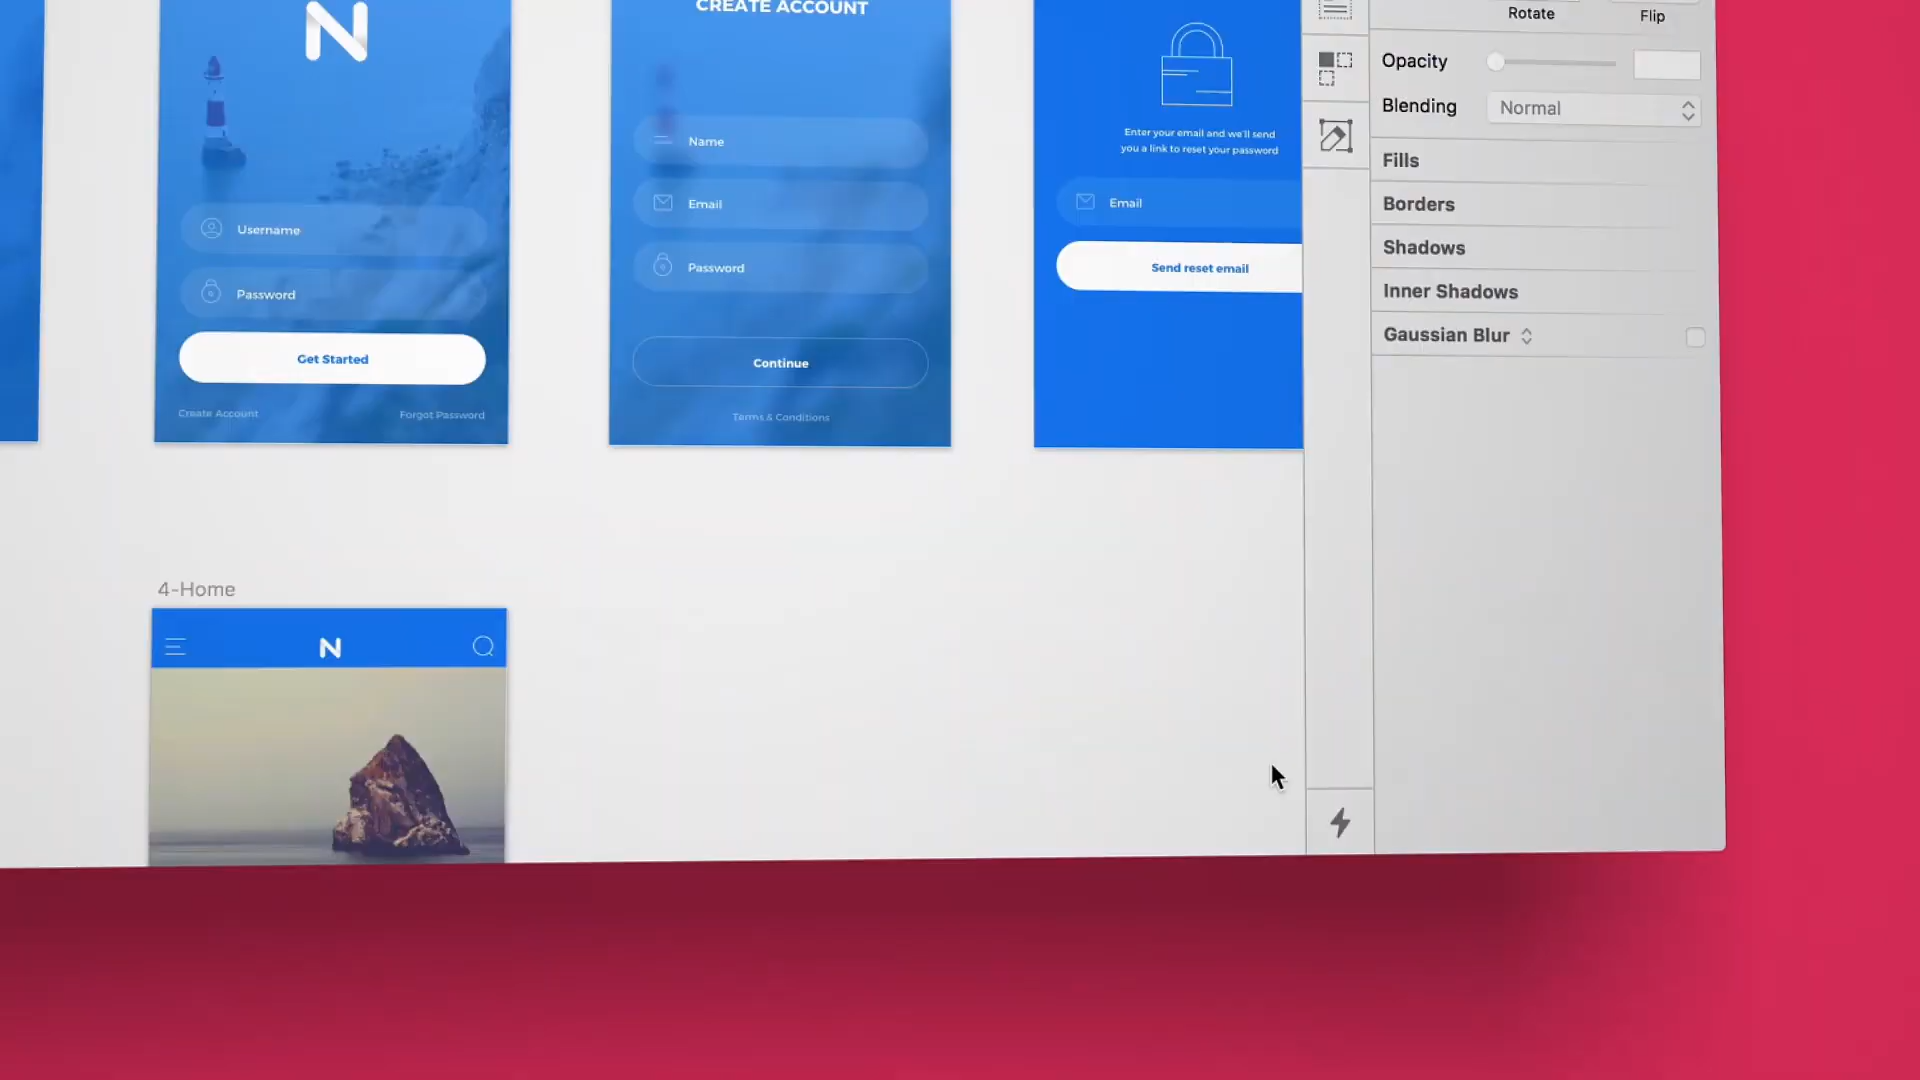 N
Username
Password
Get Started
Create Account
Forgot Password
CREATE ACCOUNT
Name
Email
Password
Continue
Terms & Conditions
Enter your email and we'll send
you a link to reset your password
Email
Send reset email
4-Home
N
Rotate
Flip
Opacity
Blending
Normal
Fills
Borders
Shadows
Inner Shadows
Gaussian Blur